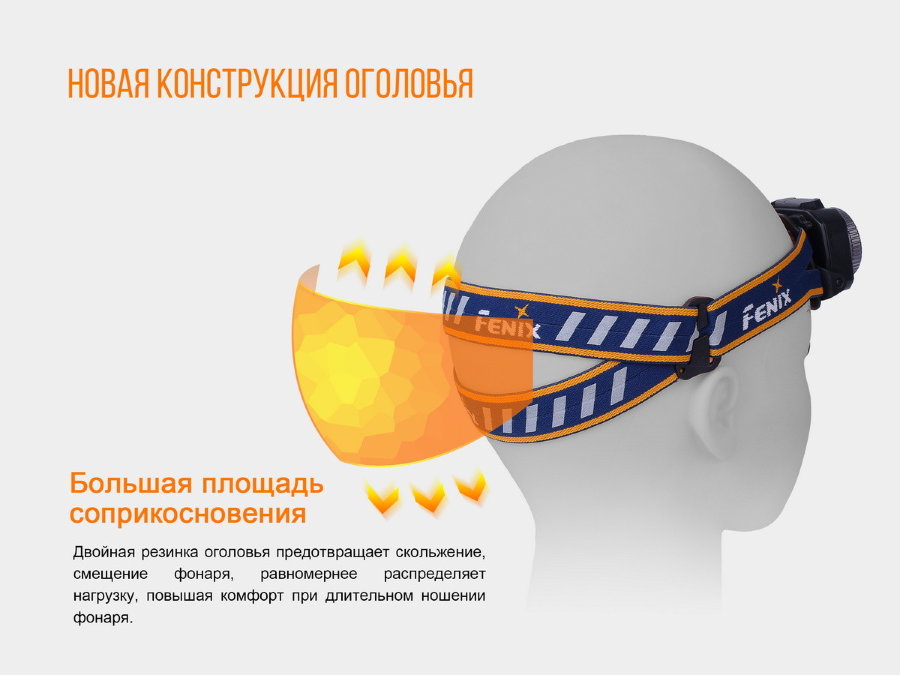 НОВАЯ КОНСТРУКЦИЯ ОГОЛОВЬЯ
FENIX
FENIX
Большая площадь
соприкосновения
Двойная резинка оголовья предотвращает скольжение,
смещение фонаря, равномернее распределяет
нагрузку, повышая комфорт при длительном ношении
фонаря.